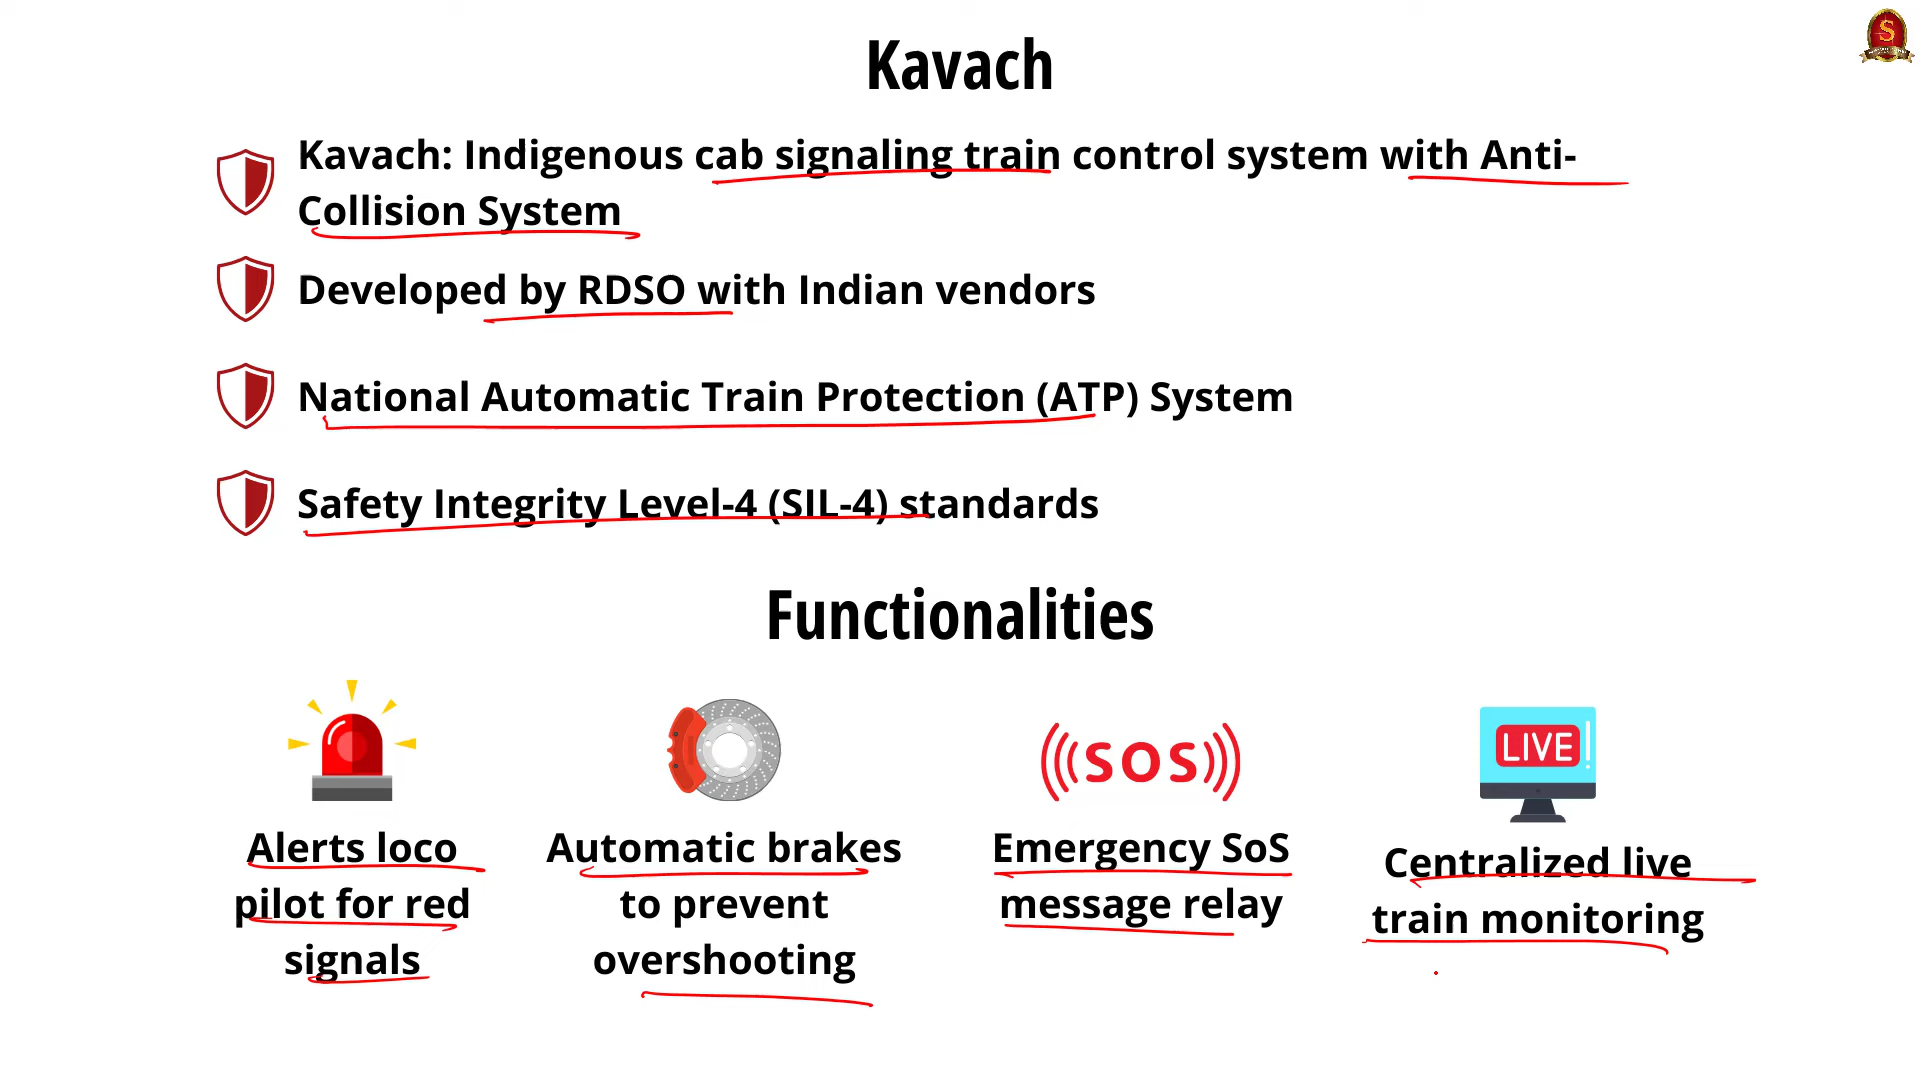 Kavach
S
Kavach: Indigenous cab signaling train control system with Anti-
Collision System
Developed by RDSO with Indian vendors
National Automatic Train Protection (ATP) System
Safety Integrity Level-4 (SIL-4) standards
Functionalities
SOS
LIVE
Alerts loco
pilot for red
signals
Automatic brakes
to prevent
overshooting
Emergency SoS
message relay
Centralized live
train monitoring